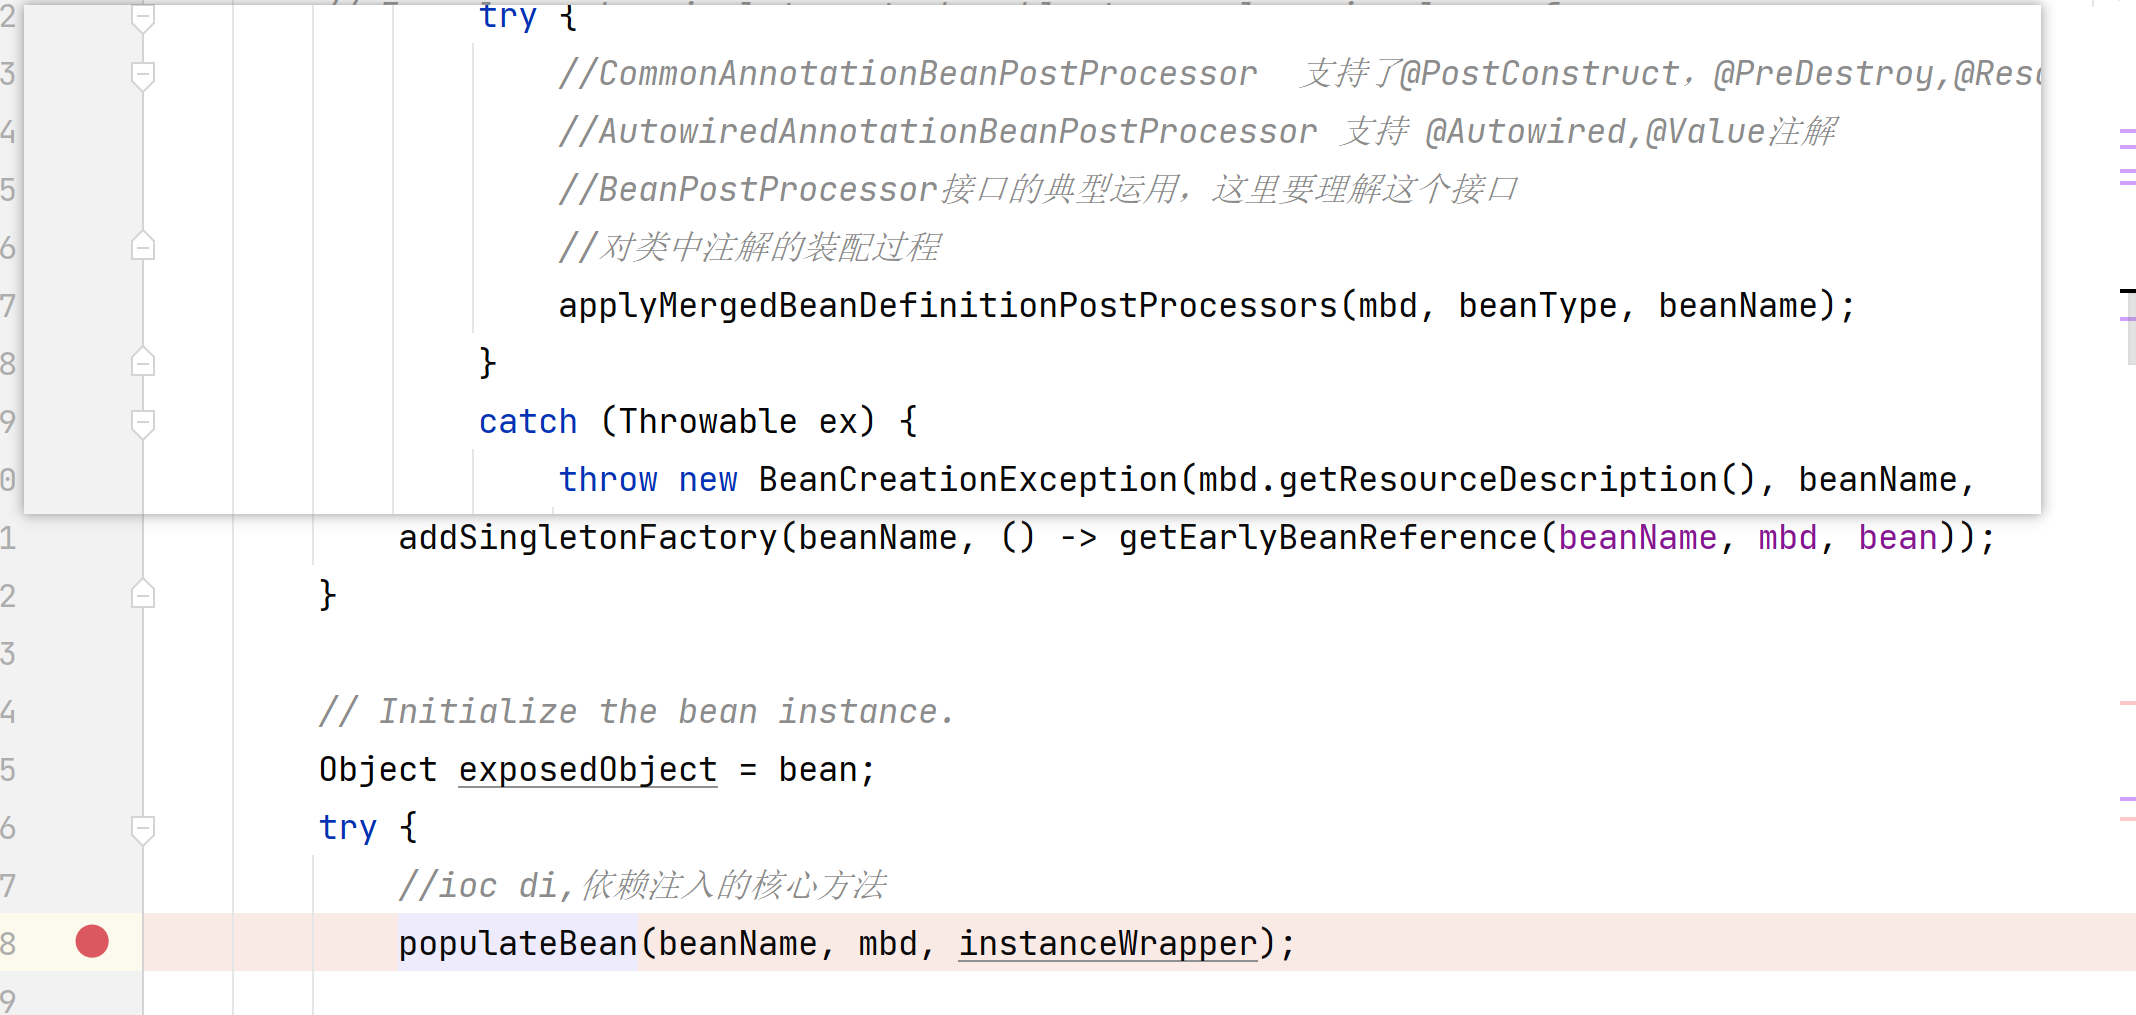 2 try {
3 //CommonAnnotationBeanPostProcessor 支持了@PostConstruct，@PreDestroy,@Res
4 //AutowiredAnnotationBeanPostProcessor 支持 @Autowired,@Value注解
5 //BeanPostProcessor接口的典型运用，这里要理解这个接口
6 //对类中注解的装配过程
7 applyMergedBeanDefinitionPostProcessors(mbd, beanType, beanName);
8 }
9 catch (Throwable ex) {
0 throw new BeanCreationException(mbd.getResourceDescription(), beanName,
1 addSingletonFactory(beanName, () -> getEarlyBeanReference(beanName, mbd, bean));
2 }
3
4 // Initialize the bean instance.
5 Object exposedObject = bean;
6 try {
7 //ioc di,依赖注入的核心方法
8 populateBean(beanName, mbd, instanceWrapper);
9